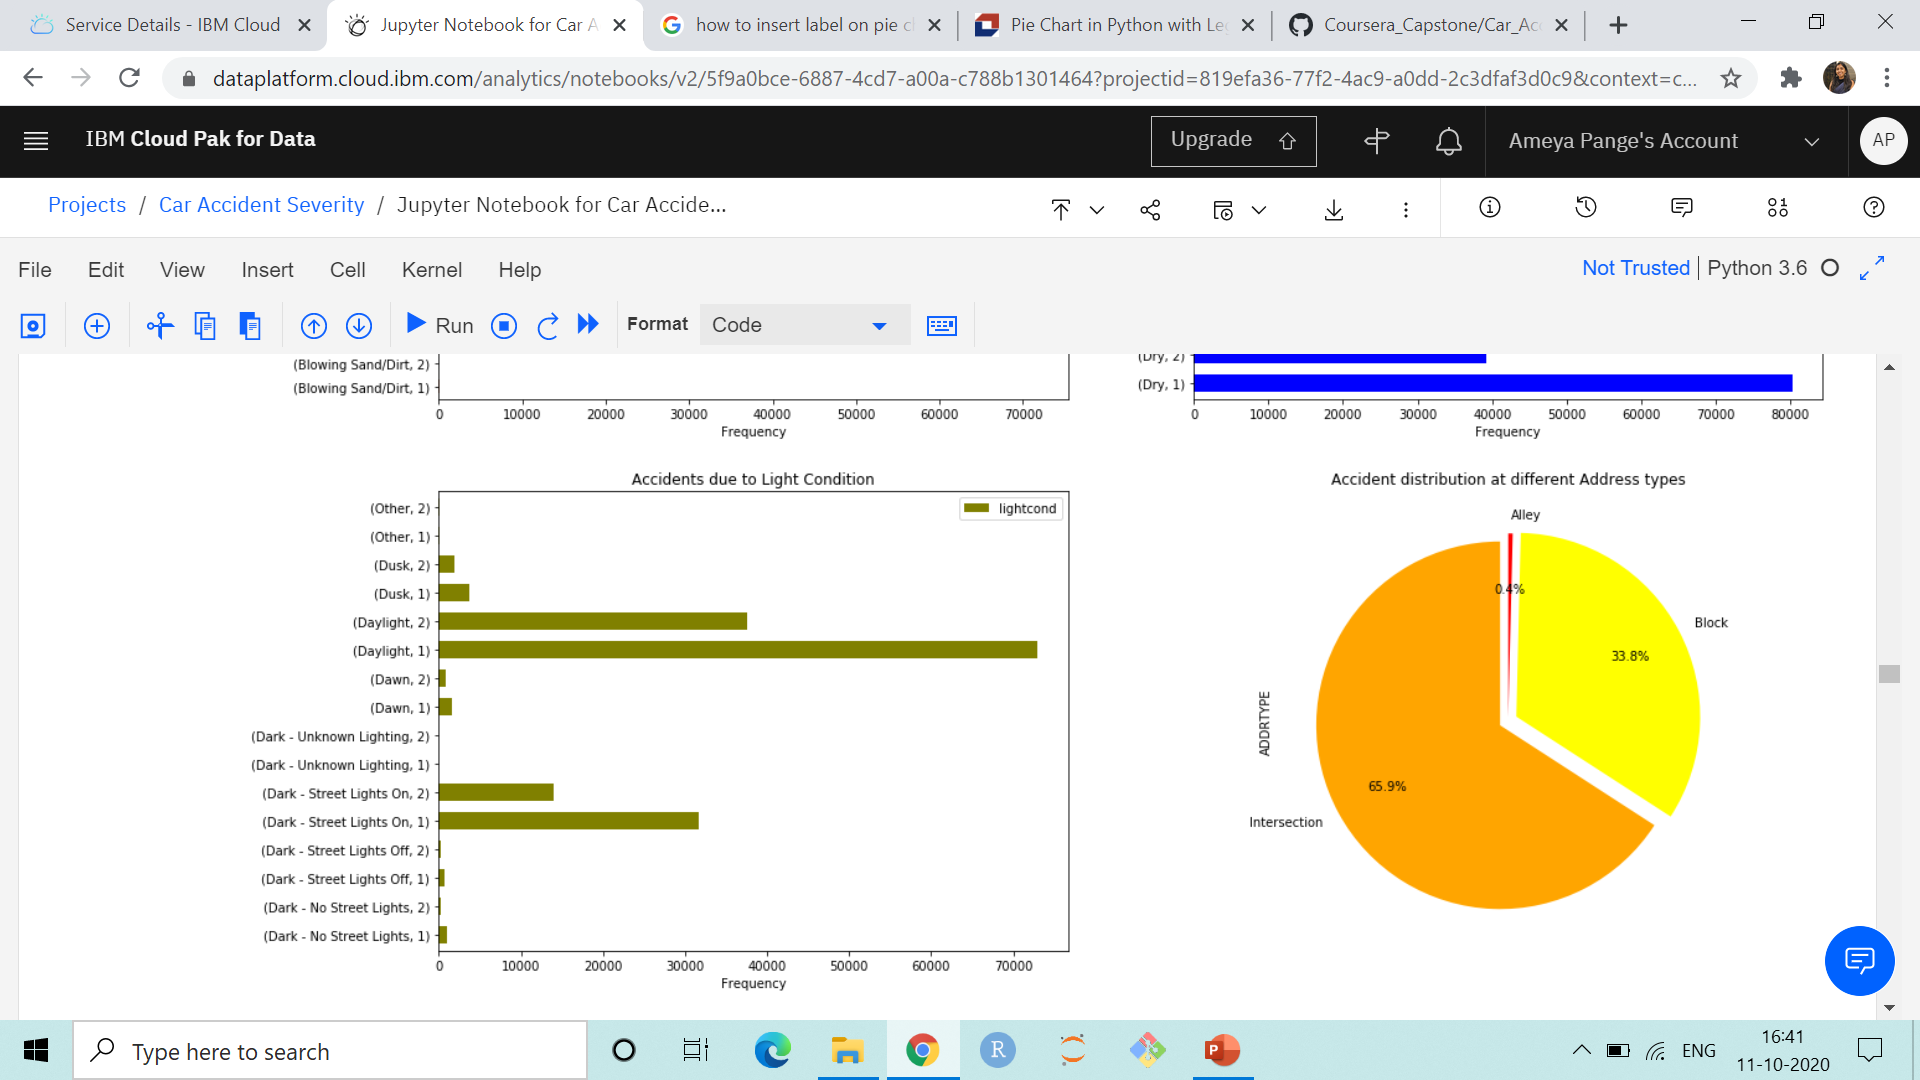 Service Details - IBM Cloud
Jupyter Notebook for Car A
how to insert label on pie c
Pie Chart in Python with Le
Coursera_Capstone/Car_Ac
dataplatform.cloud.ibm.com/analytics/notebooks/v2/5f9a0bce-6887-4cd7-a00a-c788b1301464?projectid=819efa36-77f2-4ac9-a0dd-2c3dfaf3d0c9&context=c...
IBM Cloud Pak for Data
Upgrade
Ameya Pange's Account
AP
Projects / Car Accident Severity / Jupyter Notebook for Car Accide...
File Edit View Insert Cell Kernel Help
Not Trusted | Python 3.6
Run
Format
Code
(Blowing Sand/Dirt, 2)
(Blowing Sand/Dirt, 1)
0 10000 20000 30000 40000 50000 60000 70000
Frequency
(Dry, 2)
(Dry, 1)
0 10000 20000 30000 40000 50000 60000 70000 80000
Frequency
Accidents due to Light Condition
lightcond
(Other, 2)
(Other, 1)
(Dusk, 2)
(Dusk, 1)
(Daylight, 2)
(Daylight, 1)
(Dawn, 2)
(Dawn, 1)
(Dark - Unknown Lighting, 2)
(Dark - Unknown Lighting, 1)
(Dark - Street Lights On, 2)
(Dark - Street Lights On, 1)
(Dark - Street Lights Off, 2)
(Dark - Street Lights Off, 1)
(Dark - No Street Lights, 2)
(Dark - No Street Lights, 1)
0 10000 20000 30000 40000 50000 60000 70000
Frequency
Accident distribution at different Address types
Alley
0.4%
Block
33.8%
ADDRTYPE
65.9%
Intersection
Type here to search
R
P
ENG
16:41
11-10-2020